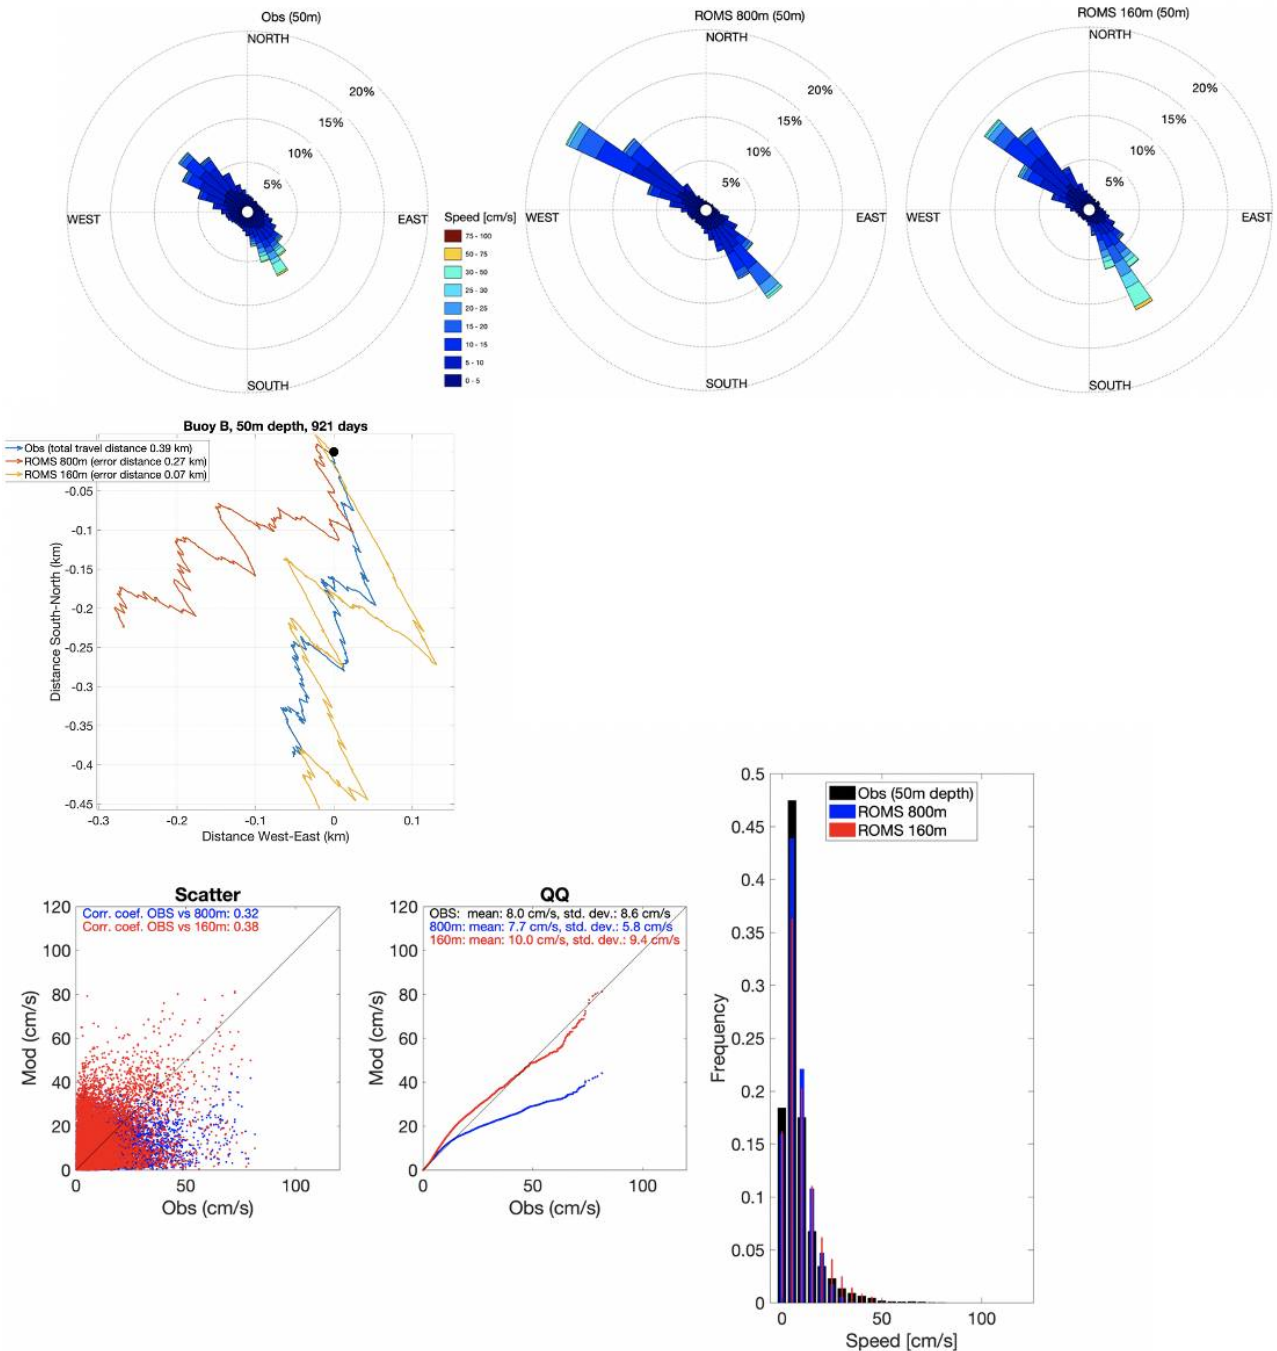 Obs (50m)
NORTH
20%
15%
10%
5%
WEST
EAST
SOUTH
Speed [cm/s]
75 - 100
50 - 75
30 - 50
25 - 30
20 - 25
15 - 20
10 - 15
5 - 10
0 - 5
ROMS 800m (50m)
NORTH
20%
15%
10%
5%
WEST
EAST
SOUTH
ROMS 160m (50m)
NORTH
20%
15%
10%
5%
WEST
EAST
SOUTH
Buoy B, 50m depth, 921 days
Obs (total travel distance 0.39 km)
ROMS 800m (error distance 0.27 km)
ROMS 160m (error distance 0.07 km)
-0.05
-0.1
-0.15
-0.2
-0.25
-0.3
-0.35
-0.4
-0.45
Distance South-North (km)
-0.3
-0.2
-0.1
0
0.1
Distance West-East (km)
Scatter
Corr. coef. OBS vs 800m: 0.32
Corr. coef. OBS vs 160m: 0.38
120
100
80
60
40
20
0
Mod (cm/s)
0
50
100
Obs (cm/s)
QQ
OBS: mean: 8.0 cm/s, std. dev.: 8.6 cm/s
800m: mean: 7.7 cm/s, std. dev.: 5.8 cm/s
160m: mean: 10.0 cm/s, std. dev.: 9.4 cm/s
120
100
80
60
40
20
0
Mod (cm/s)
0
50
100
Obs (cm/s)
0.5
0.45
0.4
0.35
0.3
0.25
0.2
0.15
0.1
0.05
0
Frequency
Obs (50m depth)
ROMS 800m
ROMS 160m
0
50
100
Speed [cm/s]